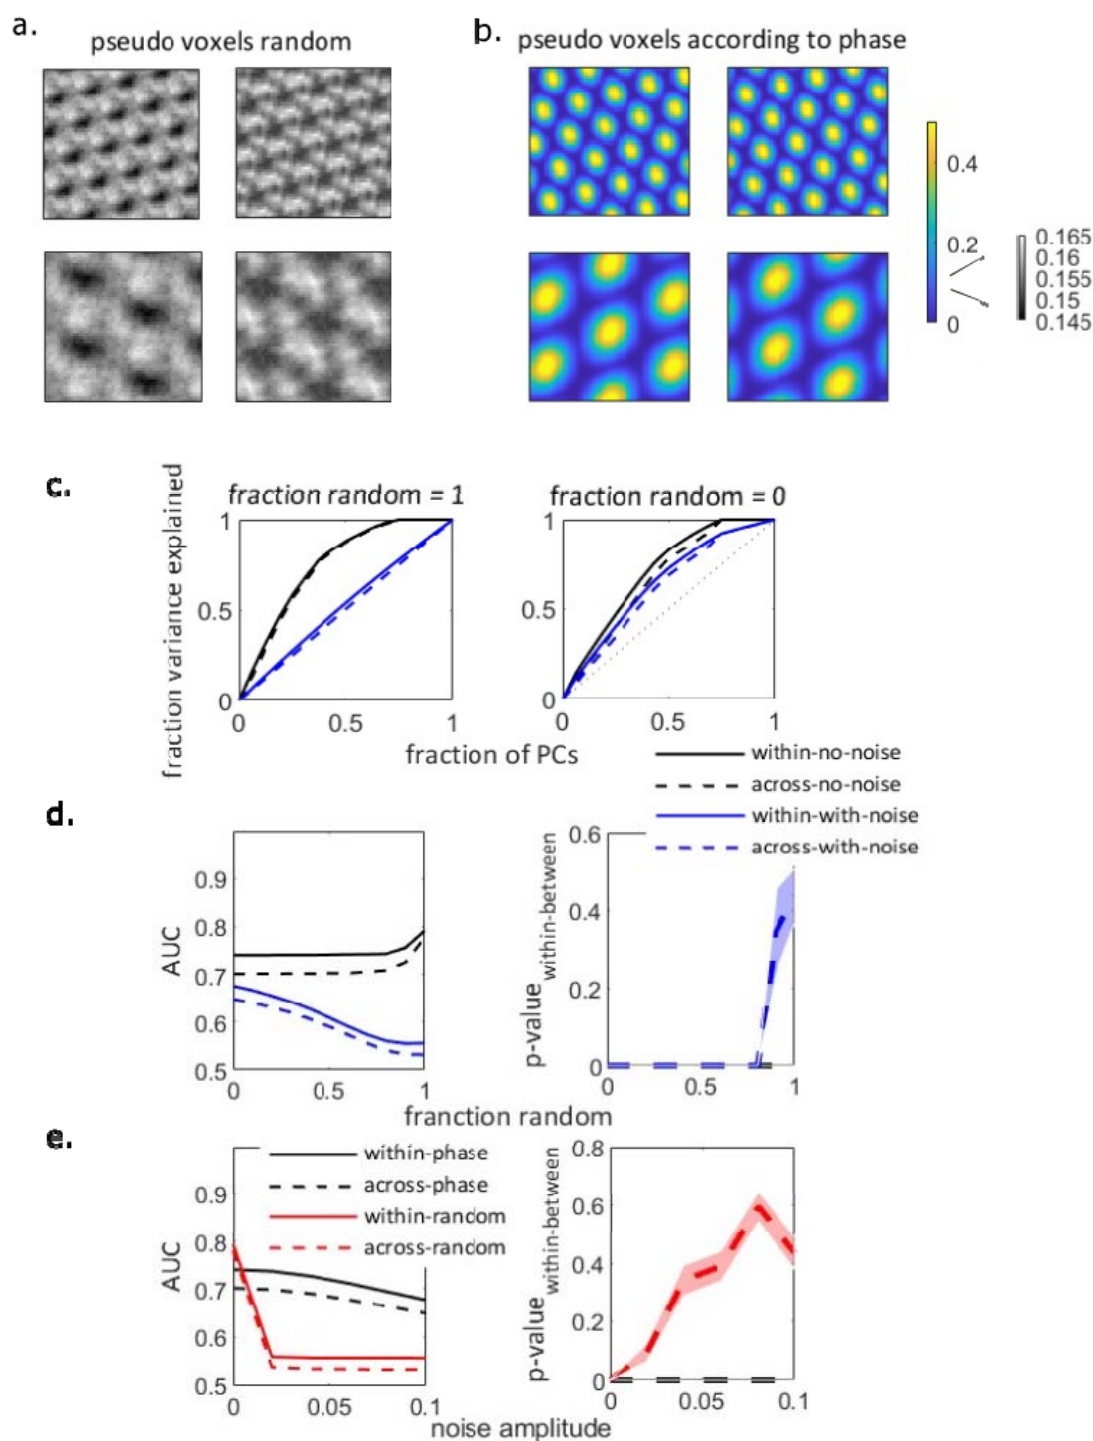 a.
pseudo voxels random
b.
pseudo voxels according to phase
0.4
0.2
0
0.165
0.16
0.155
0.15
0.145
c.
fraction variance explained
fraction random = 1
fraction random = 0
1
0.5
0
0 0.5 1
1
0.5
0
0 0.5 1
fraction of PCs
within-no-noise
across-no-noise
within-with-noise
across-with-noise
d.
AUC
0.9
0.8
0.7
0.6
0.5
0 0.5 1
p-value within-between
0.6
0.4
0.2
0
0 0.5 1
franction random
e.
within-phase
across-phase
within-random
across-random
AUC
0.9
0.8
0.7
0.6
0.5
0 0.05 0.1
p-value within-between
0.8
0.6
0.4
0.2
0
0 0.05 0.1
noise amplitude